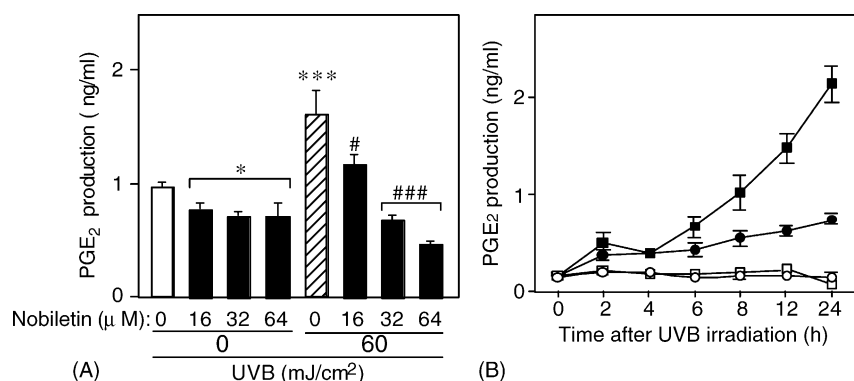 PGE2 production ( ng/ml)
2
1
0
***
*
#
###
Nobiletin (μ M): 0 16 32 64 0 16 32 64
0 60
UVB (mJ/cm2)
(A)
PGE2 production (ng/ml)
2
1
0
0 2 4 6 8 12 24
Time after UVB irradiation (h)
(B)